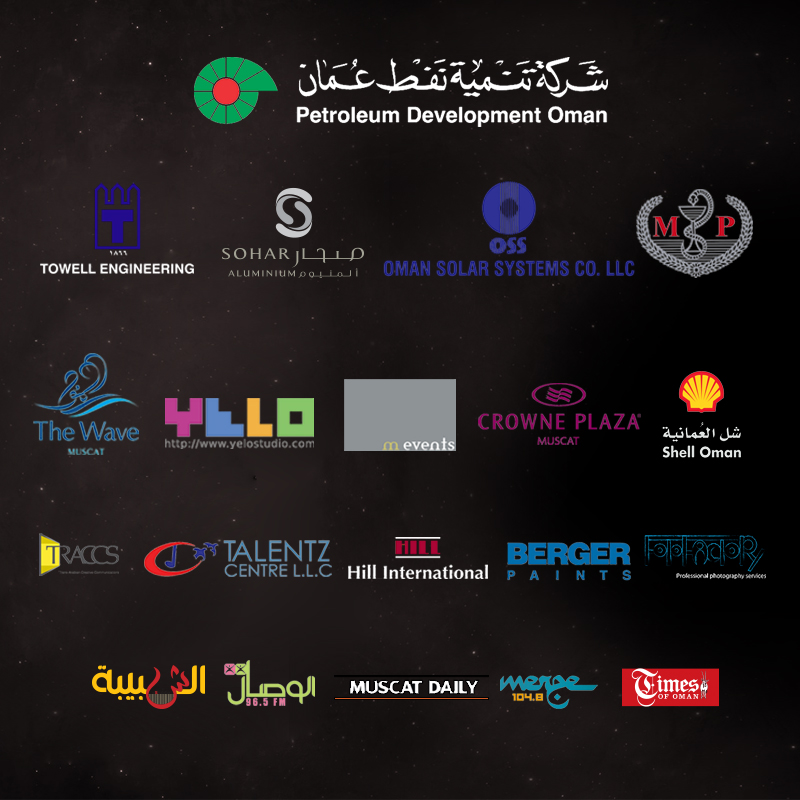 شركة تنمية نفط عُمان
Petroleum Development Oman
T
١٨٦٦
TOWELL ENGINEERING
SOHAR صحار
ALUMINIUM ألمنيوم
OSS
OMAN SOLAR SYSTEMS CO. LLC
M P
The Wave
MUSCAT
YELO
http://www.yelostudio.com
m events
CROWNE PLAZA
MUSCAT
شل العُمانية
Shell Oman
TRACCS
TALENTZ
CENTRE L.L.C
HILL
Hill International
BERGER
PAINTS
Professional photography services
الشبيبة
الوصال
96.5 FM
MUSCAT DAILY
merge
104.8
Times
OF OMAN